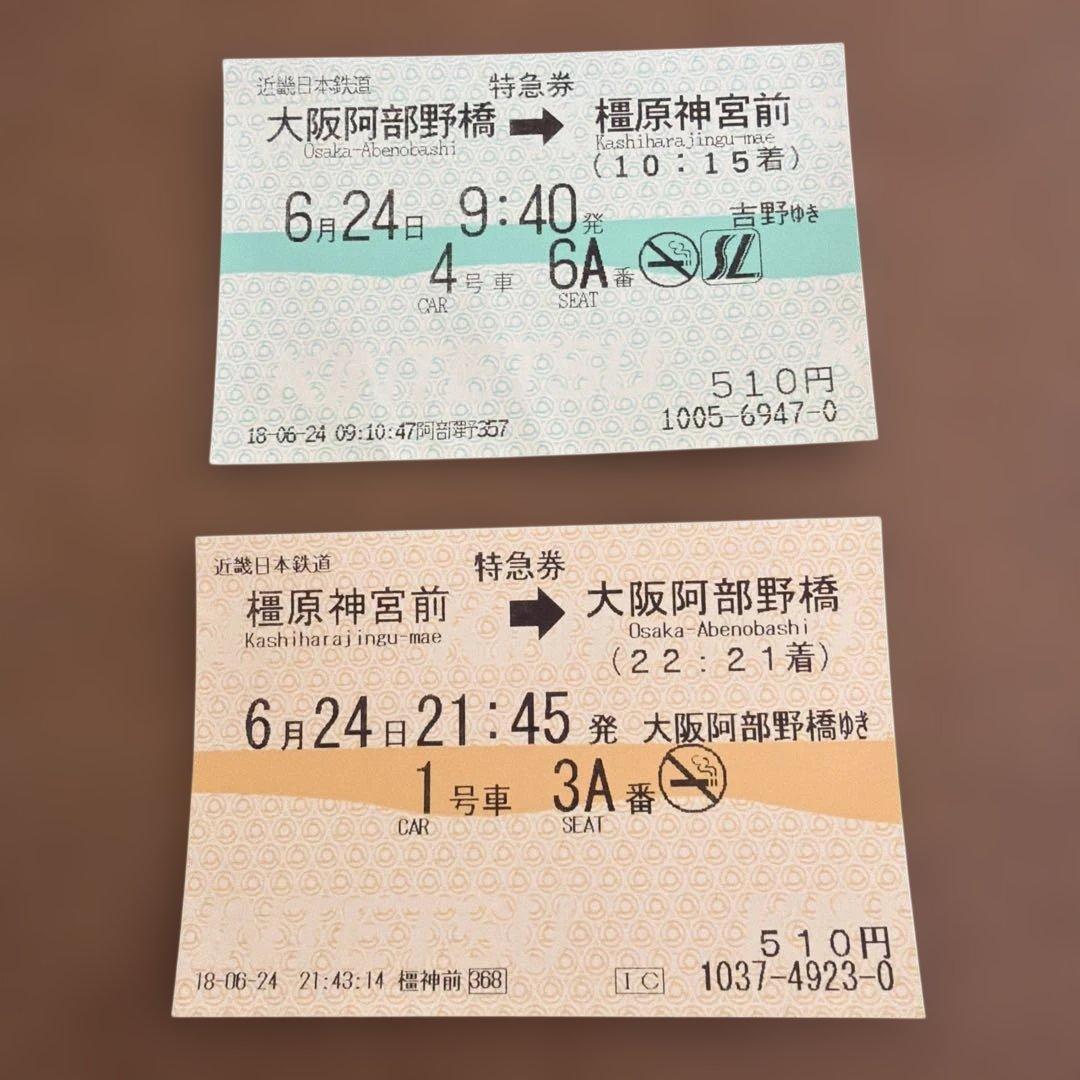 近畿日本鉄道 特急券
大阪阿部野橋 ➡ 橿原神宮前
Osaka-Abenobashi Kashiharajingu-mae
(10:15着)
6月24日 9:40発 吉野ゆき
4号車 6A番 SL
CAR SEAT
510円
1005-6947-0
18-06-24 09:10:47阿部野357
近畿日本鉄道 特急券
橿原神宮前 ➡ 大阪阿部野橋
Kashiharajingu-mae Osaka-Abenobashi
(22:21着)
6月24日21:45発 大阪阿部野橋ゆき
1号車 3A番
CAR SEAT
510円
18-06-24 21:43:14 橿神前368 IC 1037-4923-0